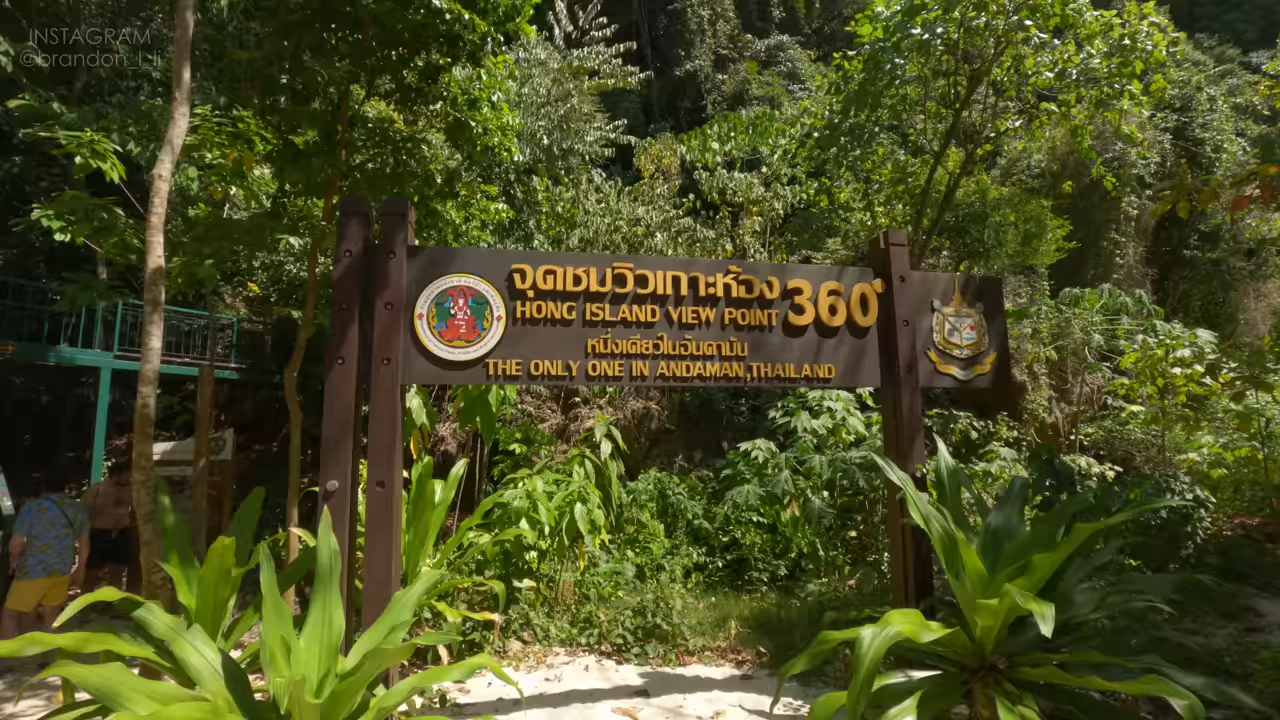 INSTAGRAM
จุดชมวิวเกาะห้อง 360°
HONG ISLAND VIEW POINT
หนึ่งเดียวในอันดามัน
THE ONLY ONE IN ANDAMAN,THAILAND